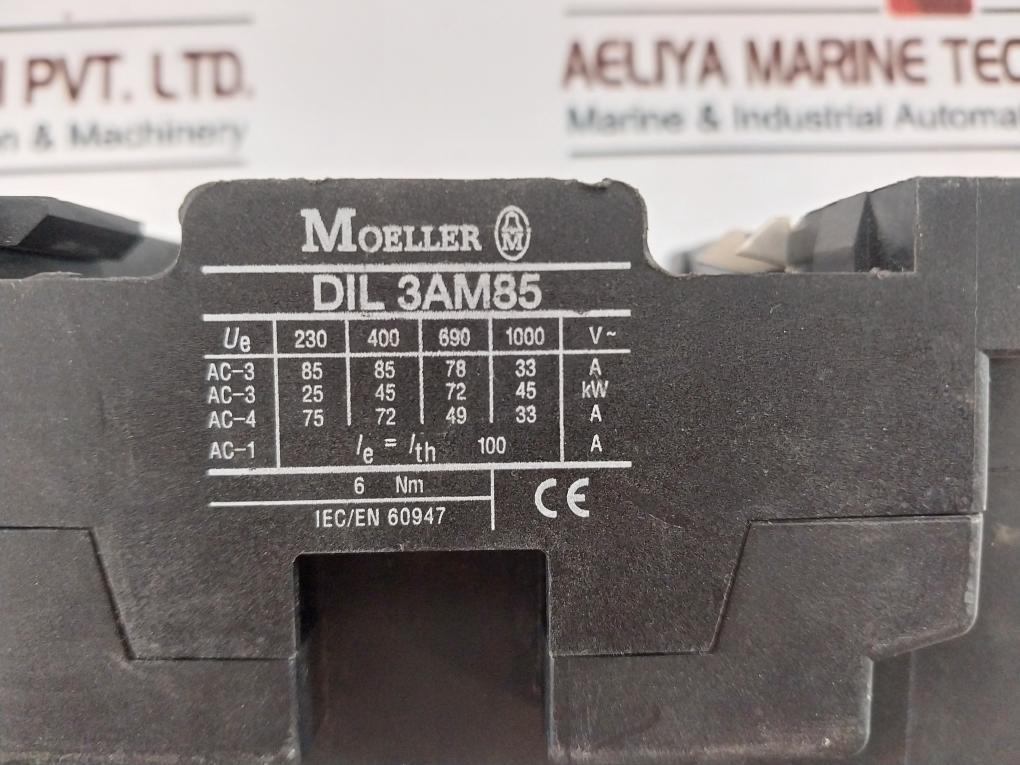 N PVT. LTD.
n & Machinery
AELIYA MARINE TEC
Marine & Industrial Automa
MOELLER AM
DIL 3AM85
Ue 230 400 690 1000 V~
AC-3 85 85 78 33 A
AC-3 25 45 72 45 kW
AC-4 75 72 49 33 A
AC-1 Ie = Ith 100 A
6 Nm
CE
IEC/EN 60947